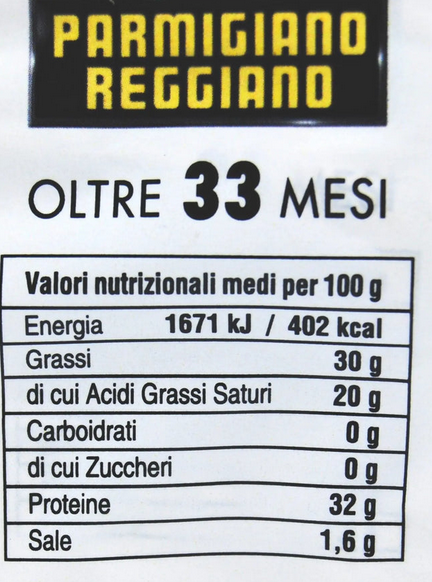 PARMIGIANO
REGGIANO
OLTRE 33 MESI
Valori nutrizionali medi per 100 g
Energia 1671 kJ / 402 kcal
Grassi 30 g
di cui Acidi Grassi Saturi 20 g
Carboidrati 0 g
di cui Zuccheri 0 g
Proteine 32 g
Sale 1,6 g